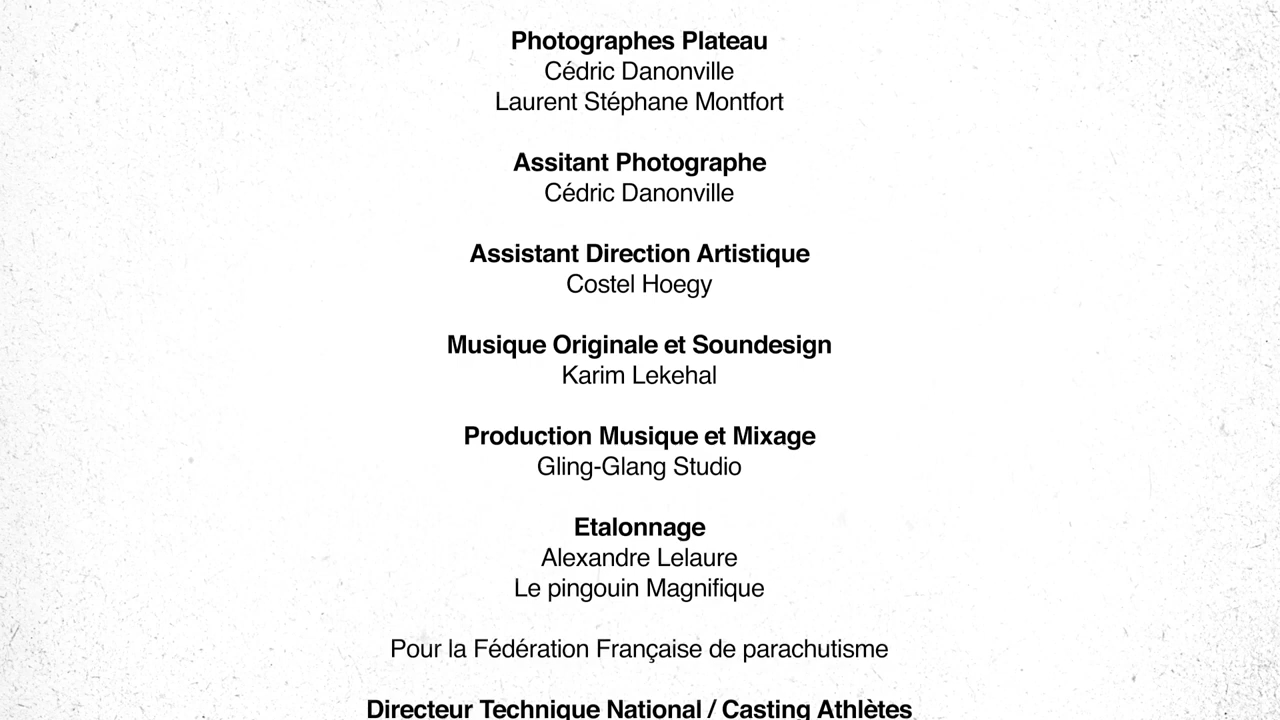 Photographes Plateau
Cédric Danonville
Laurent Stéphane Montfort
Assitant Photographe
Cédric Danonville
Assistant Direction Artistique
Costel Hoegy
Musique Originale et Soundesign
Karim Lekehal
Production Musique et Mixage
Gling-Glang Studio
Etalonnage
Alexandre Lelaure
Le pingouin Magnifique
Pour la Fédération Française de parachutisme
Directeur Technique National / Casting Athlètes